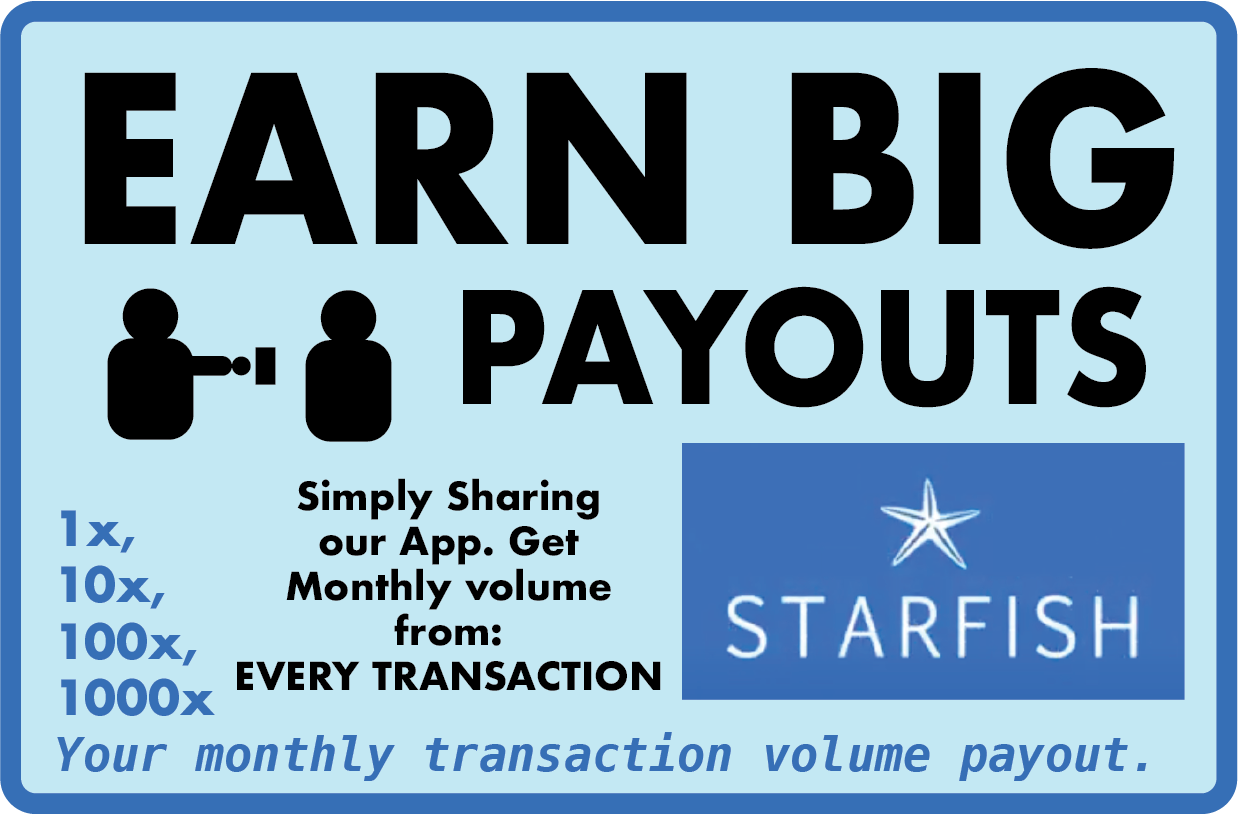 EARN BIG
PAYOUTS
Simply Sharing
our App. Get
Monthly volume
from:
EVERY TRANSACTION
1x,
10x,
100x,
1000x
STARFISH
Your monthly transaction volume payout.